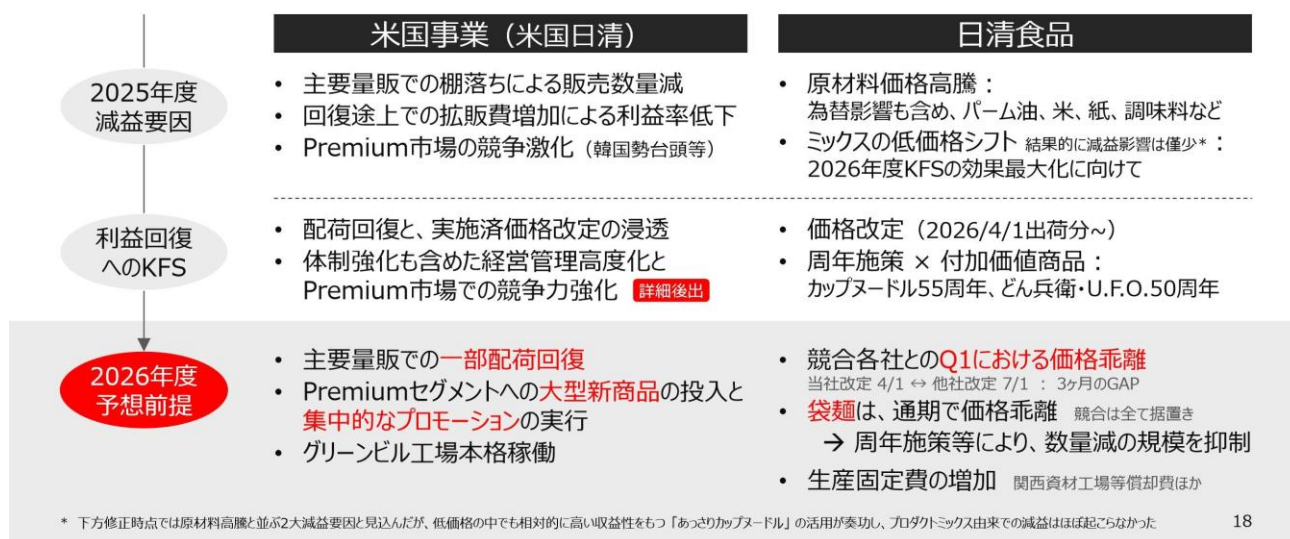 米国事業（米国日清）
日清食品
2025年度
減益要因
• 主要量販での棚落ちによる販売数量減
• 回復途上での拡販費増加による利益率低下
• Premium市場の競争激化（韓国勢台頭等）
• 原材料価格高騰：
為替影響も含め、パーム油、米、紙、調味料など
• ミックスの低価格シフト 結果的に減益影響は僅少*：
2026年度KFSの効果最大化に向けて
利益回復
へのKFS
• 配荷回復と、実施済価格改定の浸透
• 体制強化も含めた経営管理高度化と
Premium市場での競争力強化 詳細後出
• 価格改定（2026/4/1出荷分~）
• 周年施策 × 付加価値商品：
カップヌードル55周年、どん兵衛・U.F.O.50周年
2026年度
予想前提
• 主要量販での一部配荷回復
• Premiumセグメントへの大型新商品の投入と
集中的なプロモーションの実行
• グリーンビル工場本格稼働
• 競合各社とのQ1における価格乖離
当社改定 4/1 ↔ 他社改定 7/1 ： 3ヶ月のGAP
• 袋麺は、通期で価格乖離 競合は全て据置き
→ 周年施策等により、数量減の規模を抑制
• 生産固定費の増加 関西資材工場等償却費ほか
* 下方修正時点では原材料高騰と並ぶ2大減益要因と見込んだが、低価格の中でも相対的に高い収益性をもつ「あっさりカップヌードル」の活用が奏功し、プロダクトミックス由来での減益はほぼ起こらなかった
18